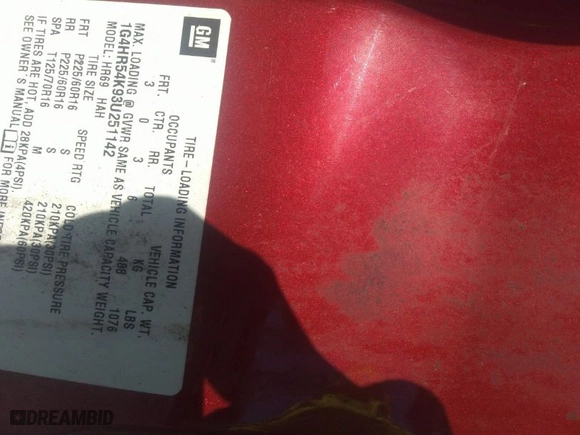 GM
TIRE-LOADING INFORMATION
OCCUPANTS VEHICLE CAP. WT.
FRT. CTR. RR. TOTAL KG LBS
3 0 3 6 488 1076
MAX. LOADING @ GVWR SAME AS VEHICLE CAPACITY WEIGHT.
1G4HR54K93U251142
MODEL: HR69 HAH
TIRE SIZE SPEED RTG COLD TIRE PRESSURE
FRT P225/60R16 S 210KPA(30PSI)
RR P225/60R16 S 210KPA(30PSI)
SPA T125/70R16 M 420KPA(60PSI)
IF TIRES ARE HOT, ADD 28KPA(4PSI),
SEE OWNER'S MANUAL FOR MORE
DREAMBID